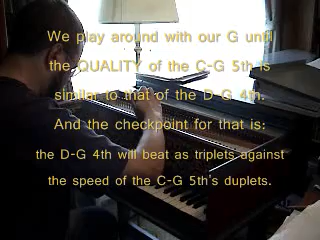 We play around with our G until
the QUALITY of the C-G 5th is
similar to that of the D-G 4th.
And the checkpoint for that is:
the D-G 4th will beat as triplets against
the speed of the C-G 5th's duplets.